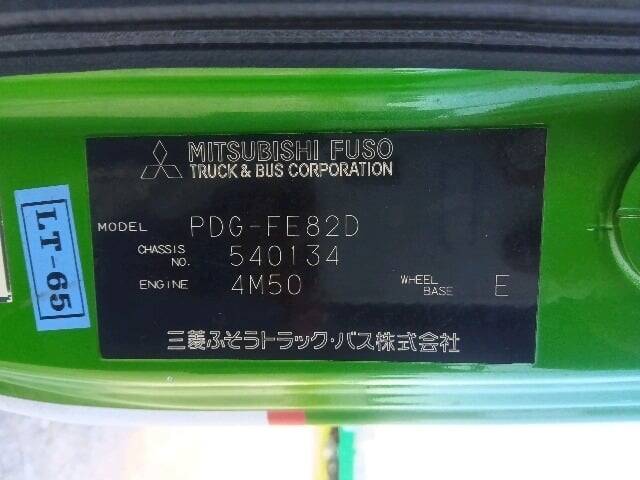 MITSUBISHI FUSO
TRUCK & BUS CORPORATION
MODEL PDG-FE82D
CHASSIS NO. 540134
ENGINE 4M50 WHEEL BASE E
三菱ふそうトラック・バス株式会社
LT-65